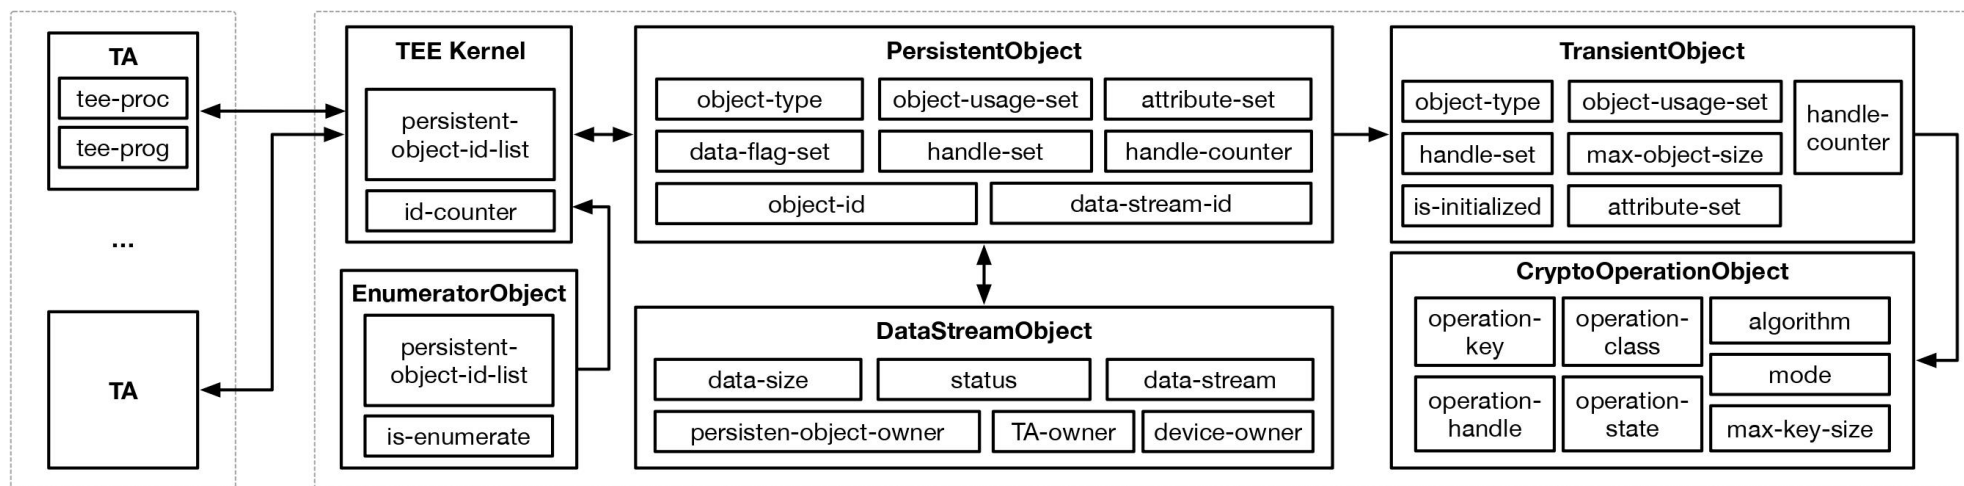 TA
tee-proc
tee-prog
...
TA
TEE Kernel
persistent-
object-id-list
id-counter
EnumeratorObject
persistent-
object-id-list
is-enumerate
PersistentObject
object-type
object-usage-set
attribute-set
data-flag-set
handle-set
handle-counter
object-id
data-stream-id
DataStreamObject
data-size
status
data-stream
persisten-object-owner
TA-owner
device-owner
TransientObject
object-type
object-usage-set
handle-
counter
handle-set
max-object-size
is-initialized
attribute-set
CryptoOperationObject
operation-
key
operation-
class
algorithm
mode
operation-
handle
operation-
state
max-key-size